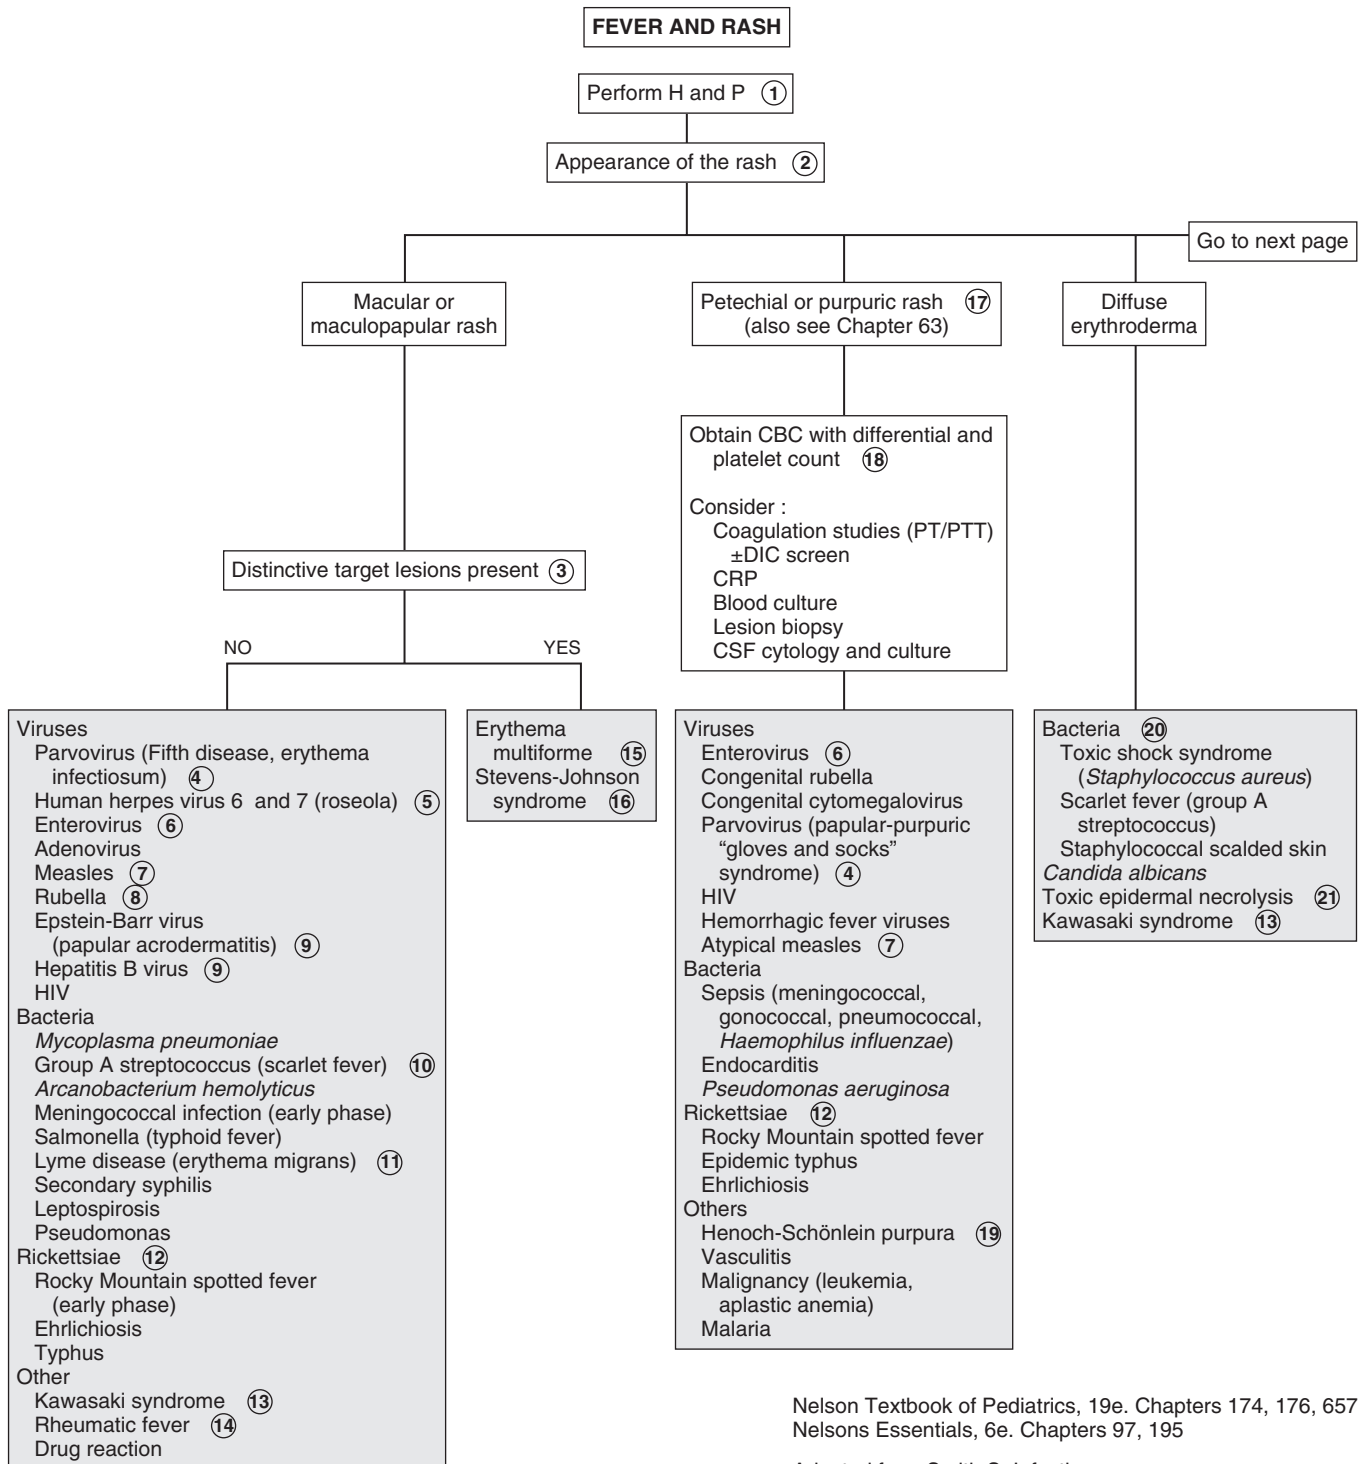 FEVER AND RASH
Perform H and P 1
Appearance of the rash 2
Go to next page
Macular or
maculopapular rash
Petechial or purpuric rash 17
(also see Chapter 63)
Diffuse
erythroderma
Obtain CBC with differential and
platelet count 18
Consider :
Coagulation studies (PT/PTT)
±DIC screen
CRP
Blood culture
Lesion biopsy
CSF cytology and culture
Distinctive target lesions present 3
NO
YES
Viruses
Parvovirus (Fifth disease, erythema
infectiosum) 4
Human herpes virus 6 and 7 (roseola) 5
Enterovirus 6
Adenovirus
Measles 7
Rubella 8
Epstein-Barr virus
(papular acrodermatitis) 9
Hepatitis B virus 9
HIV
Bacteria
Mycoplasma pneumoniae
Group A streptococcus (scarlet fever) 10
Arcanobacterium hemolyticus
Meningococcal infection (early phase)
Salmonella (typhoid fever)
Lyme disease (erythema migrans) 11
Secondary syphilis
Leptospirosis
Pseudomonas
Rickettsiae 12
Rocky Mountain spotted fever
(early phase)
Ehrlichiosis
Typhus
Other
Kawasaki syndrome 13
Rheumatic fever 14
Drug reaction
Erythema
multiforme 15
Stevens-Johnson
syndrome 16
Viruses
Enterovirus 6
Congenital rubella
Congenital cytomegalovirus
Parvovirus (papular-purpuric
“gloves and socks”
syndrome) 4
HIV
Hemorrhagic fever viruses
Atypical measles 7
Bacteria
Sepsis (meningococcal,
gonococcal, pneumococcal,
Haemophilus influenzae)
Endocarditis
Pseudomonas aeruginosa
Rickettsiae 12
Rocky Mountain spotted fever
Epidemic typhus
Ehrlichiosis
Others
Henoch-Schönlein purpura 19
Vasculitis
Malignancy (leukemia,
aplastic anemia)
Malaria
Bacteria 20
Toxic shock syndrome
(Staphylococcus aureus)
Scarlet fever (group A
streptococcus)
Staphylococcal scalded skin
Candida albicans
Toxic epidermal necrolysis 21
Kawasaki syndrome 13
Nelson Textbook of Pediatrics, 19e. Chapters 174, 176, 657
Nelsons Essentials, 6e. Chapters 97, 195